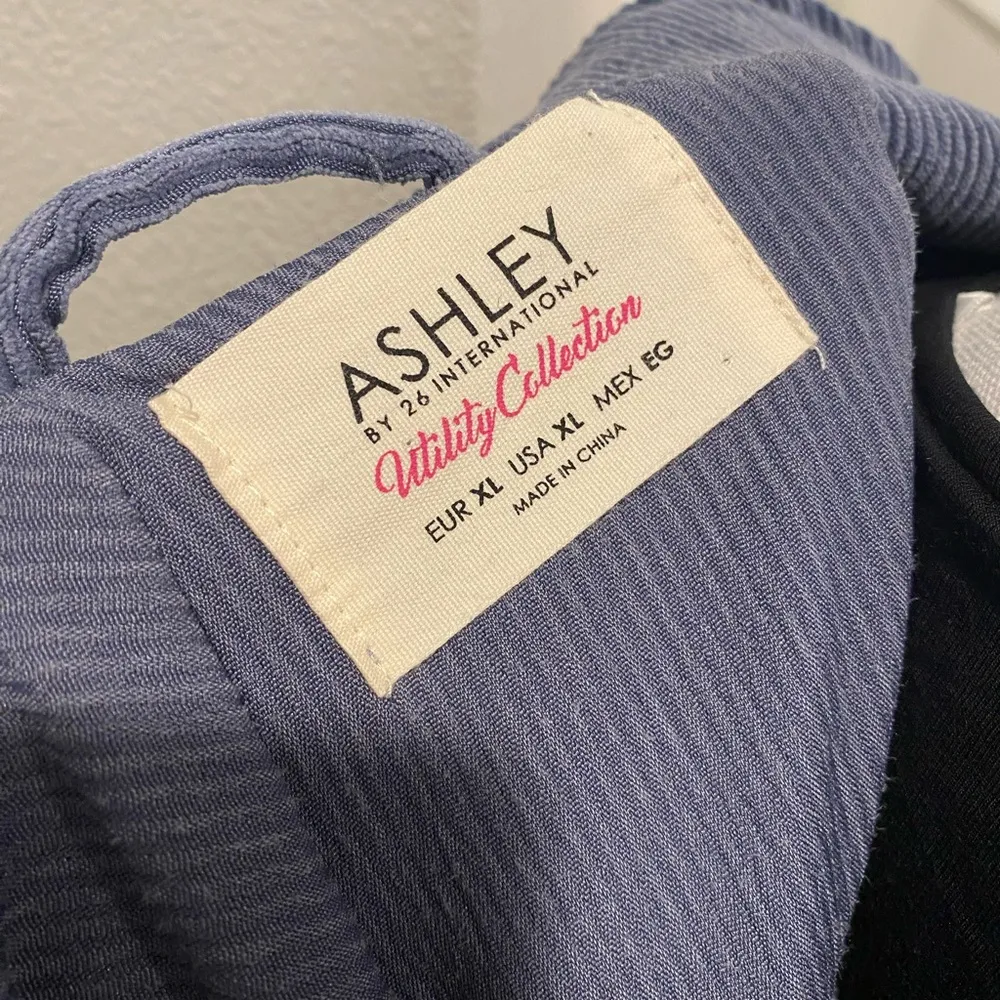 ASHLEY
BY 26 INTERNATIONAL
Utility Collection
EUR XL USA XL MEX EG
MADE IN CHINA